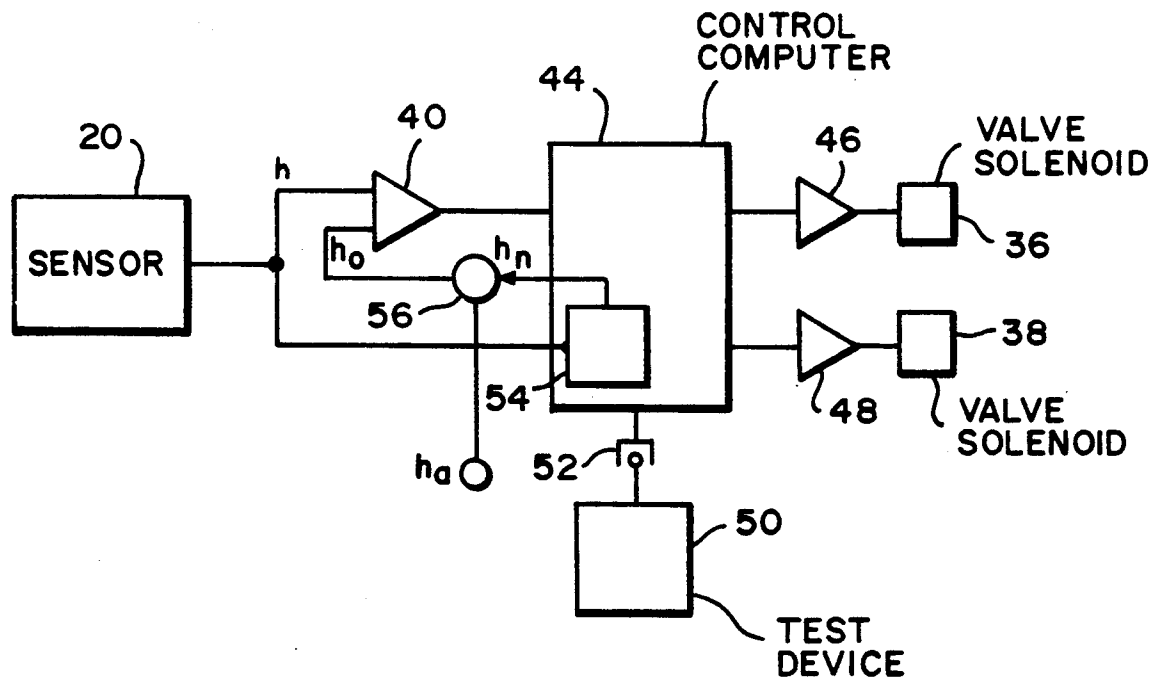 CONTROL
COMPUTER
44
40
20
46
VALVE
SOLENOID
h
SENSOR
h₀
hₙ
36
56
38
54
48
VALVE
SOLENOID
hₐ
52
50
TEST
DEVICE